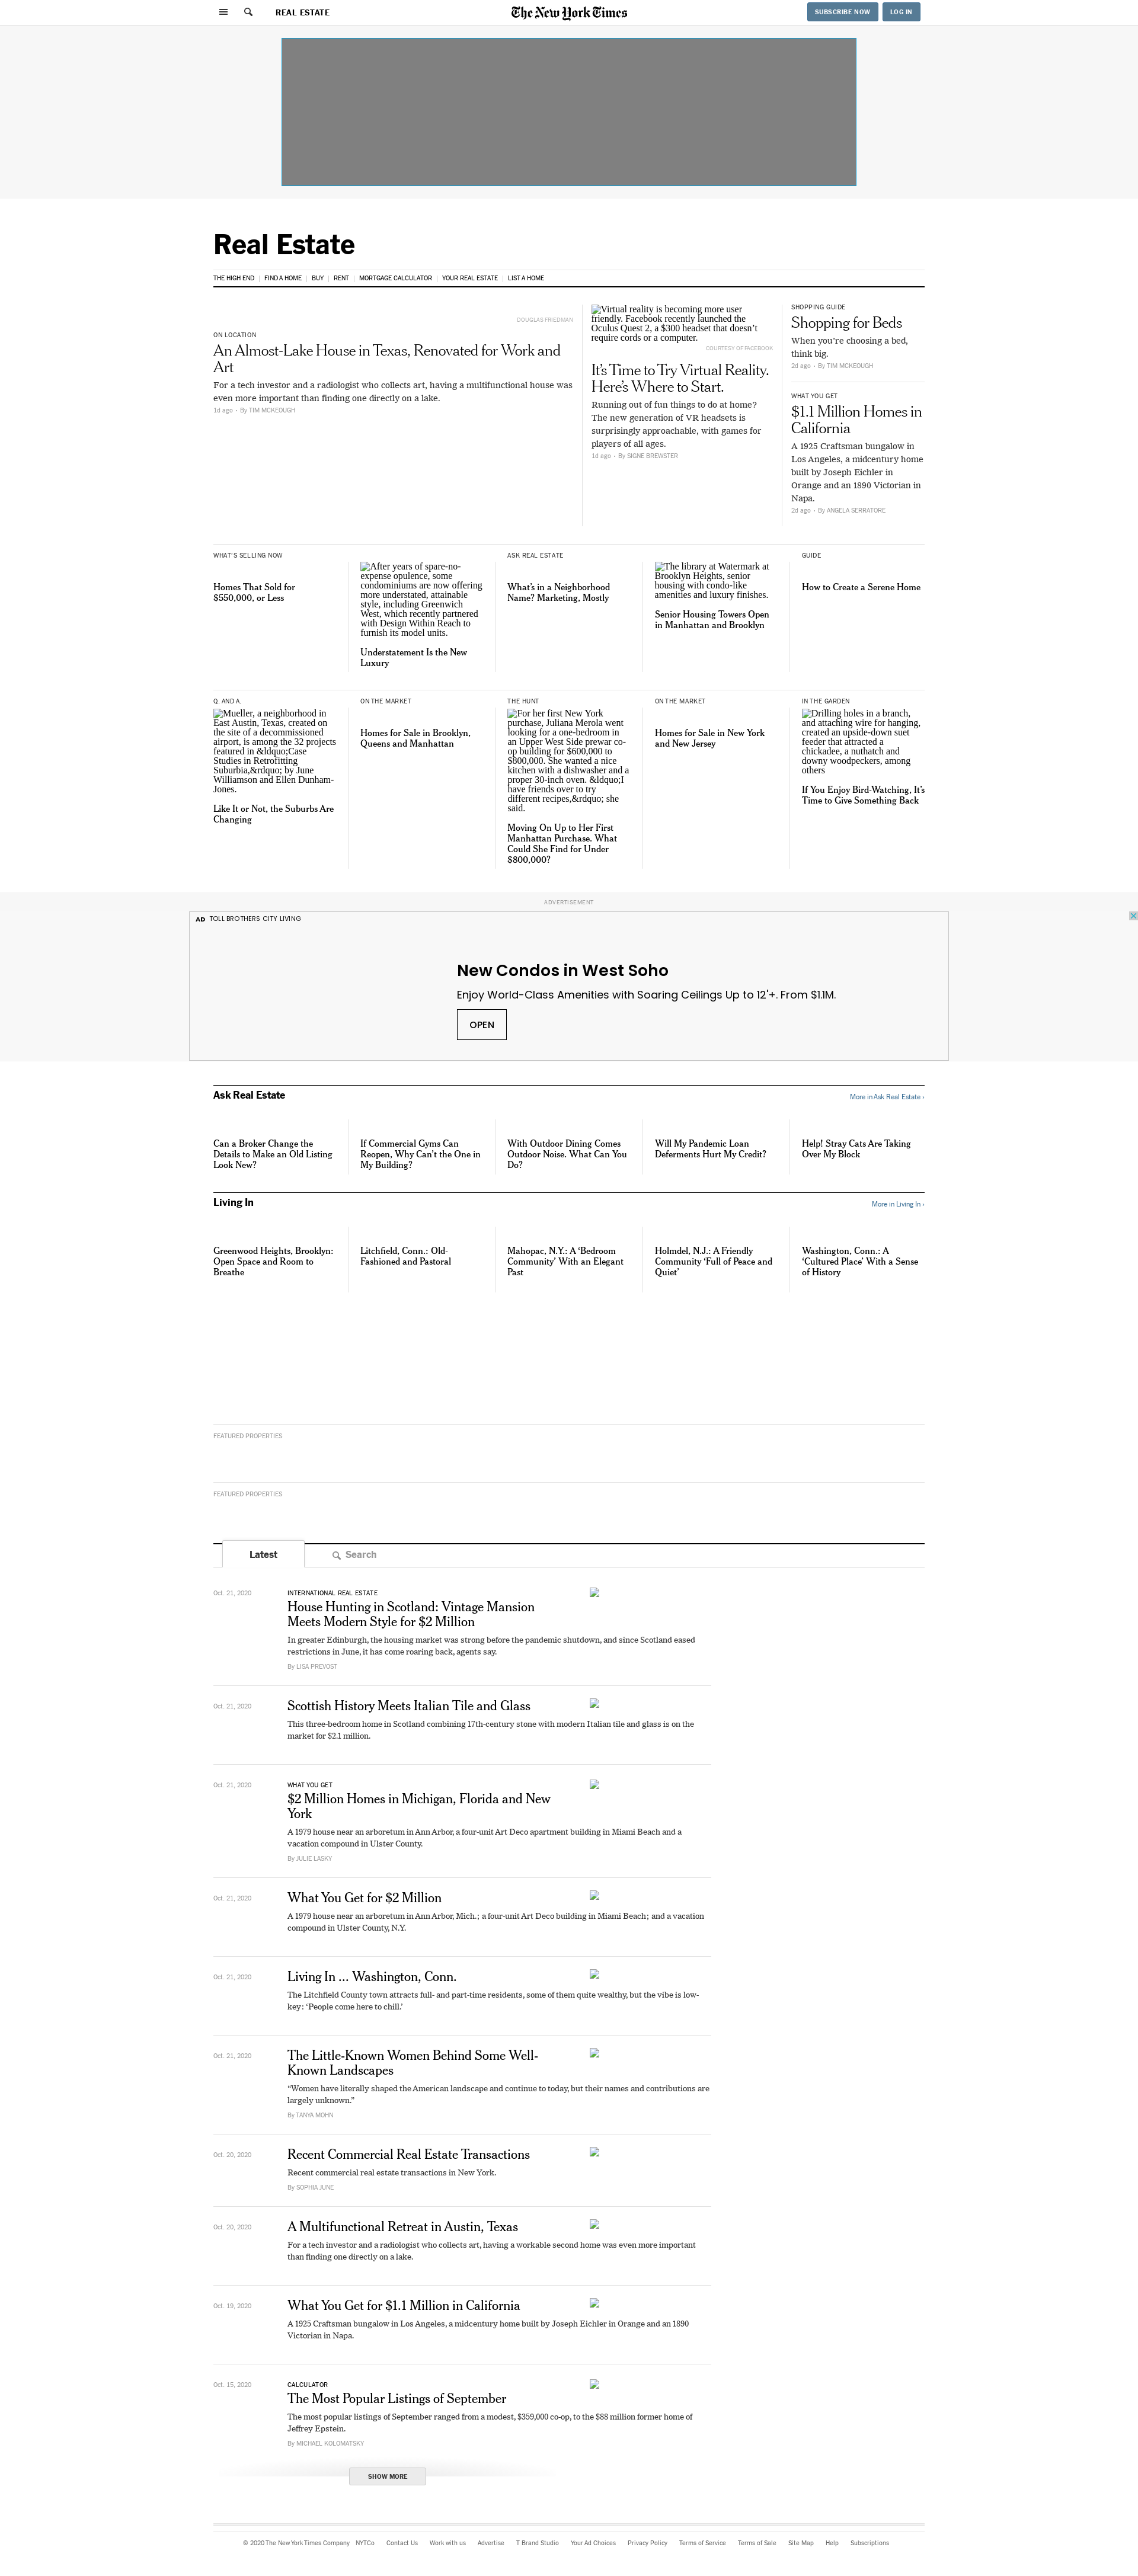 REAL ESTATE
The New York Times
SUBSCRIBE NOW
LOG IN
Real Estate
THE HIGH END | FIND A HOME | BUY | RENT | MORTGAGE CALCULATOR | YOUR REAL ESTATE | LIST A HOME
DOUGLAS FRIEDMAN
ON LOCATION
An Almost-Lake House in Texas, Renovated for Work and
Art
For a tech investor and a radiologist who collects art, having a multifunctional house was
even more important than finding one directly on a lake.
1d ago - By TIM MCKEOUGH
Virtual reality is becoming more user
friendly. Facebook recently launched the
Oculus Quest 2, a $300 headset that doesn't
require cords or a computer.
COURTESY OF FACEBOOK
It's Time to Try Virtual Reality.
Here's Where to Start.
Running out of fun things to do at home?
The new generation of VR headsets is
surprisingly approachable, with games for
players of all ages.
1d ago - By SIGNE BREWSTER
SHOPPING GUIDE
Shopping for Beds
When you're choosing a bed,
think big.
2d ago - By TIM MCKEOUGH
WHAT YOU GET
$1.1 Million Homes in
California
A 1925 Craftsman bungalow in
Los Angeles, a midcentury home
built by Joseph Eichler in
Orange and an 1890 Victorian in
Napa.
2d ago - By ANGELA SERRATORE
WHAT'S SELLING NOW
Homes That Sold for
$550,000, or Less
After years of spare-no-
expense opulence, some
condominiums are now offering
more understated, attainable
style, including Greenwich
West, which recently partnered
with Design Within Reach to
furnish its model units.
Understatement Is the New
Luxury
ASK REAL ESTATE
What's in a Neighborhood
Name? Marketing, Mostly
The library at Watermark at
Brooklyn Heights, senior
housing with condo-like
amenities and luxury finishes.
Senior Housing Towers Open
in Manhattan and Brooklyn
GUIDE
How to Create a Serene Home
Q. AND A.
Mueller, a neighborhood in
East Austin, Texas, created on
the site of a decommissioned
airport, is among the 32 projects
featured in &ldquo;Case
Studies in Retrofitting
Suburbia,&rdquo; by June
Williamson and Ellen Dunham-
Jones.
Like It or Not, the Suburbs Are
Changing
ON THE MARKET
Homes for Sale in Brooklyn,
Queens and Manhattan
THE HUNT
For her first New York
purchase, Juliana Merola went
looking for a one-bedroom in
an Upper West Side prewar co-
op building for $600,000 to
$800,000. She wanted a nice
kitchen with a dishwasher and a
proper 30-inch oven. &ldquo;I
have friends over to try
different recipes,&rdquo; she
said.
Moving On Up to Her First
Manhattan Purchase. What
Could She Find for Under
$800,000?
ON THE MARKET
Homes for Sale in New York
and New Jersey
IN THE GARDEN
Drilling holes in a branch,
and attaching wire for hanging,
created an upside-down suet
feeder that attracted a
chickadee, a nuthatch and
downy woodpeckers, among
others
If You Enjoy Bird-Watching, It's
Time to Give Something Back
ADVERTISEMENT
AD TOLL BROTHERS CITY LIVING
New Condos in West Soho
Enjoy World-Class Amenities with Soaring Ceilings Up to 12'+. From $1.1M.
OPEN
Ask Real Estate
More in Ask Real Estate ›
Can a Broker Change the
Details to Make an Old Listing
Look New?
If Commercial Gyms Can
Reopen, Why Can't the One in
My Building?
With Outdoor Dining Comes
Outdoor Noise. What Can You
Do?
Will My Pandemic Loan
Deferments Hurt My Credit?
Help! Stray Cats Are Taking
Over My Block
Living In
More in Living In ›
Greenwood Heights, Brooklyn:
Open Space and Room to
Breathe
Litchfield, Conn.: Old-
Fashioned and Pastoral
Mahopac, N.Y.: A 'Bedroom
Community' With an Elegant
Past
Holmdel, N.J.: A Friendly
Community 'Full of Peace and
Quiet'
Washington, Conn.: A
'Cultured Place' With a Sense
of History
FEATURED PROPERTIES
FEATURED PROPERTIES
Latest
Search
Oct. 21, 2020
INTERNATIONAL REAL ESTATE
House Hunting in Scotland: Vintage Mansion
Meets Modern Style for $2 Million
In greater Edinburgh, the housing market was strong before the pandemic shutdown, and since Scotland eased
restrictions in June, it has come roaring back, agents say.
By LISA PREVOST
Oct. 21, 2020
Scottish History Meets Italian Tile and Glass
This three-bedroom home in Scotland combining 17th-century stone with modern Italian tile and glass is on the
market for $2.1 million.
Oct. 21, 2020
WHAT YOU GET
$2 Million Homes in Michigan, Florida and New
York
A 1979 house near an arboretum in Ann Arbor, a four-unit Art Deco apartment building in Miami Beach and a
vacation compound in Ulster County.
By JULIE LASKY
Oct. 21, 2020
What You Get for $2 Million
A 1979 house near an arboretum in Ann Arbor, Mich.; a four-unit Art Deco building in Miami Beach; and a vacation
compound in Ulster County, N.Y.
Oct. 21, 2020
Living In ... Washington, Conn.
The Litchfield County town attracts full- and part-time residents, some of them quite wealthy, but the vibe is low-
key: 'People come here to chill.'
Oct. 21, 2020
The Little-Known Women Behind Some Well-
Known Landscapes
"Women have literally shaped the American landscape and continue to today, but their names and contributions are
largely unknown."
By TANYA MOHN
Oct. 20, 2020
Recent Commercial Real Estate Transactions
Recent commercial real estate transactions in New York.
By SOPHIA JUNE
Oct. 20, 2020
A Multifunctional Retreat in Austin, Texas
For a tech investor and a radiologist who collects art, having a workable second home was even more important
than finding one directly on a lake.
Oct. 19, 2020
What You Get for $1.1 Million in California
A 1925 Craftsman bungalow in Los Angeles, a midcentury home built by Joseph Eichler in Orange and an 1890
Victorian in Napa.
Oct. 15, 2020
CALCULATOR
The Most Popular Listings of September
The most popular listings of September ranged from a modest, $359,000 co-op, to the $88 million former home of
Jeffrey Epstein.
By MICHAEL KOLOMATSKY
SHOW MORE
© 2020 The New York Times Company NYTCo Contact Us Work with us Advertise T Brand Studio Your Ad Choices Privacy Policy Terms of Service Terms of Sale Site Map Help Subscriptions